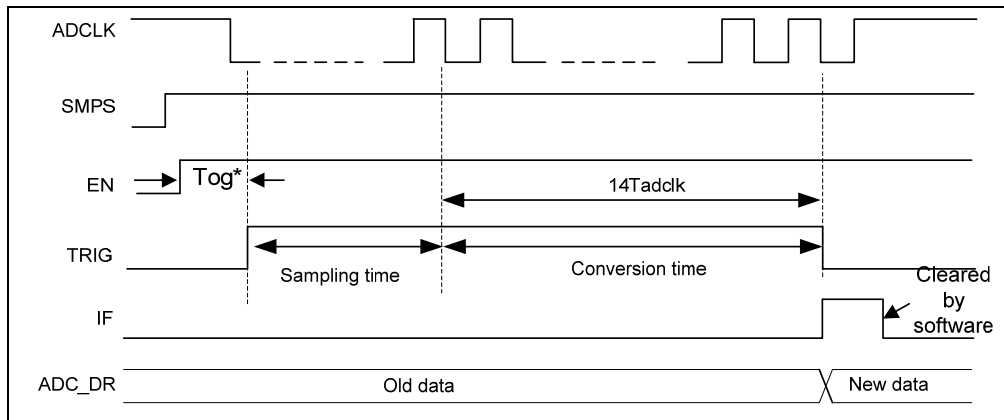 ADCLK
SMPS
EN
Tog*
14Tadclk
TRIG
Sampling time
Conversion time
Cleared
by
software
IF
ADC_DR
Old data
New data